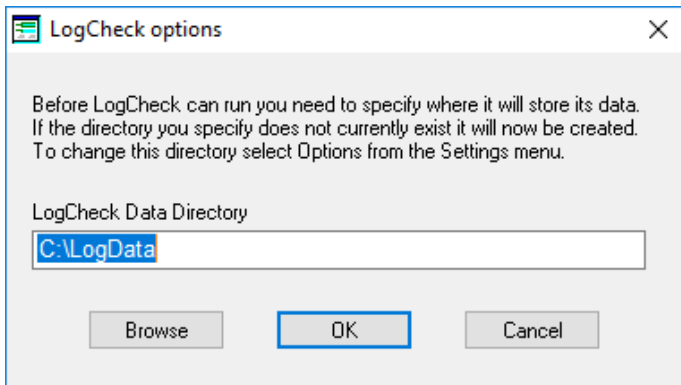 LogCheck options
Before LogCheck can run you need to specify where it will store its data.
If the directory you specify does not currently exist it will now be created.
To change this directory select Options from the Settings menu.
LogCheck Data Directory
C:\LogData
Browse OK Cancel